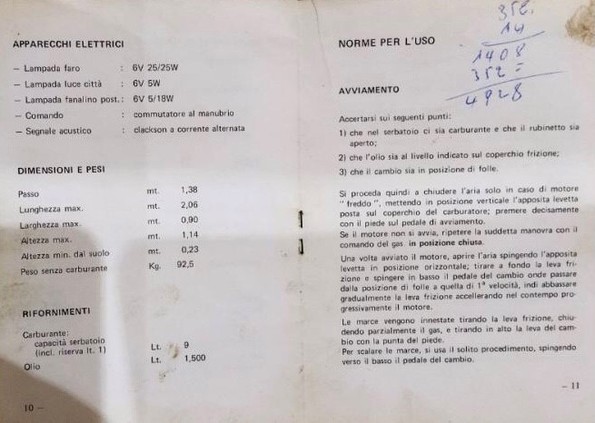 APPARECCHI ELETTRICI
— Lampada faro : 6V 25/25W
— Lampada luce città : 6V 5W
— Lampada fanalino post. : 6V 5/18W
— Comando : commutatore al manubrio
— Segnale acustico : clackson a corrente alternata
DIMENSIONI E PESI
Passo mt. 1,38
Lunghezza max. mt. 2,06
Larghezza max. mt. 0,90
Altezza max. mt. 1,14
Altezza min. dal suolo mt. 0,23
Peso senza carburante Kg. 92,5
RIFORNIMENTI
Carburante:
capacità serbatoio Lt. 9
(incl. riserva lt. 1)
Olio Lt. 1,500
10 —
352.
14
1408
352 =
4928
NORME PER L'USO
AVVIAMENTO
Accertarsi sui seguenti punti:
1) che nel serbatoio ci sia carburante e che il rubinetto sia
aperto;
2) che l'olio sia al livello indicato sul coperchio frizione;
3) che il cambio sia in posizione di folle.
Si proceda quindi a chiudere l'aria solo in caso di motore
" freddo ", mettendo in posizione verticale l'apposita levetta
posta sul coperchio del carburatore; premere decisamente
con il piede sul pedale di avviamento.
Se il motore non si avvia, ripetere la suddetta manovra con il
comando del gas in posizione chiusa.
Una volta avviato il motore, aprire l'aria spingendo l'apposita
levetta in posizione orizzontale; tirare a fondo la leva fri-
zione e spingere in basso il pedale del cambio onde passare
dalla posizione di folle a quella di 1ª velocità, indi abbassare
gradualmente la leva frizione accellerando nel contempo pro-
gressivamente il motore.
Le marce vengono innestate tirando la leva frizione, chiu-
dendo parzialmente il gas, e tirando in alto la leva del cam-
bio con la punta del piede.
Per scalare le marce, si usa il solito procedimento, spingendo
verso il basso il pedale del cambio.
— 11